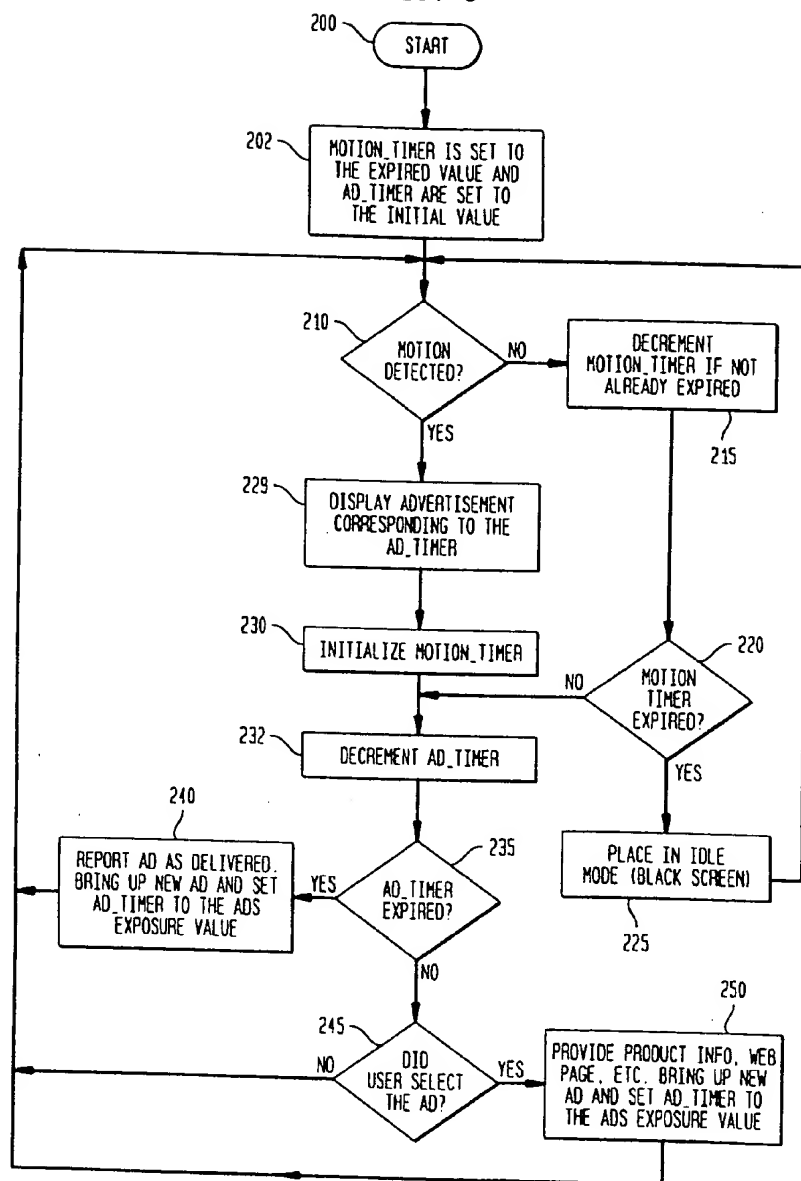 200
START
202
MOTION_TIMER IS SET TO
THE EXPIRED VALUE AND
AD_TIMER ARE SET TO
THE INITIAL VALUE
210
MOTION
DETECTED?
NO
DECREMENT
MOTION_TIMER IF NOT
ALREADY EXPIRED
215
YES
229
DISPLAY ADVERTISEMENT
CORRESPONDING TO THE
AD_TIMER
230
INITIALIZE MOTION_TIMER
220
MOTION
TIMER
EXPIRED?
NO
YES
232
DECREMENT AD_TIMER
240
REPORT AD AS DELIVERED.
BRING UP NEW AD AND SET
AD_TIMER TO THE ADS
EXPOSURE VALUE
YES
235
AD_TIMER
EXPIRED?
NO
PLACE IN IDLE
MODE (BLACK SCREEN)
225
245
DID
USER SELECT
THE AD?
NO
YES
250
PROVIDE PRODUCT INFO, WEB
PAGE, ETC. BRING UP NEW
AD AND SET AD_TIMER TO
THE ADS EXPOSURE VALUE